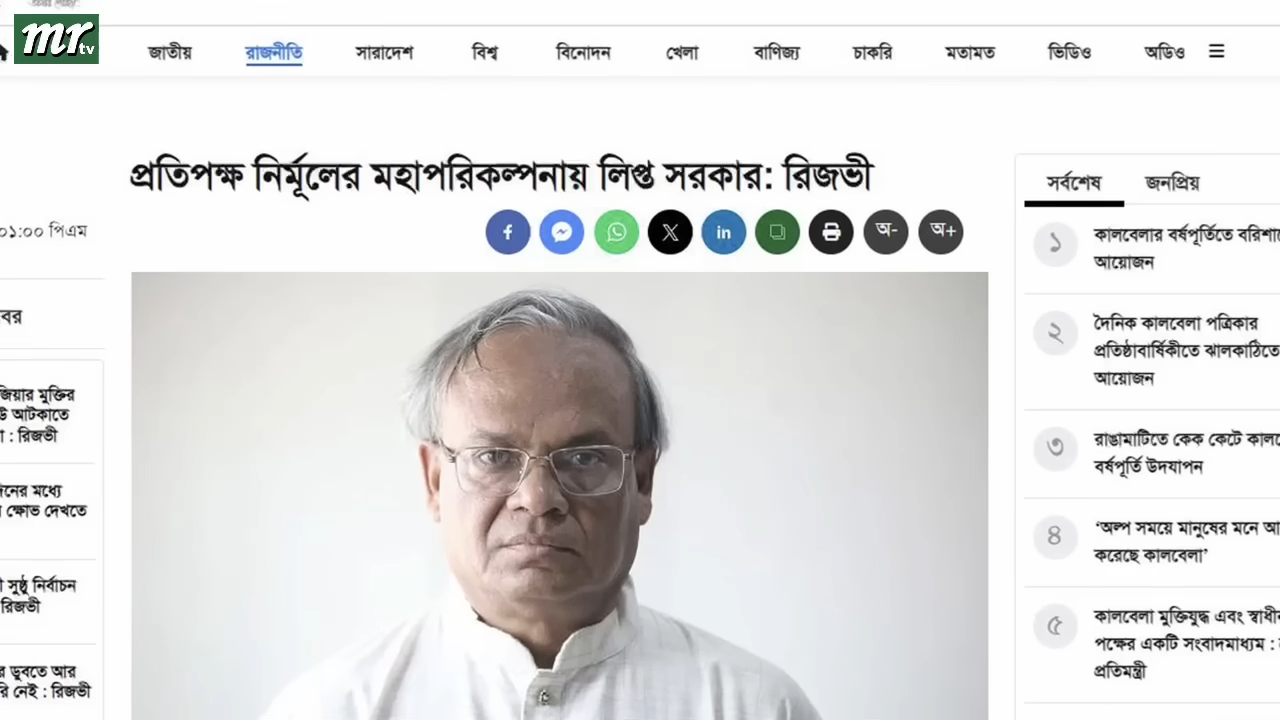 mr tv
জাতীয় রাজনীতি সারাদেশ বিশ্ব বিনোদন খেলা বাণিজ্য চাকরি মতামত ভিডিও অডিও
প্রতিপক্ষ নির্মূলের মহাপরিকল্পনায় লিপ্ত সরকার: রিজভী
০১:০০ পিএম
অ- অ+
জিয়ার মুক্তির
আটকাতে
: রিজভী
মধ্যে
ক্ষোভ দেখতে
সুষ্ঠু নির্বাচন
রিজভী
ডুবতে আর
নেই : রিজভী
সর্বশেষ জনপ্রিয়
১ কালবেলার বর্ষপূর্তিতে
আয়োজন
২ দৈনিক কালবেলা পত্রিকার
প্রতিষ্ঠাবার্ষিকীতে ঝালকাঠিতে
আয়োজন
৩ রাঙামাটিতে কেক কেটে
বর্ষপূর্তি উদযাপন
৪ ‘অল্প সময়ে মানুষের মনে
করেছে কালবেলা’
৫ কালবেলা মুক্তিযুদ্ধ এবং
পক্ষের একটি সংবাদমাধ্যম :
প্রতিমন্ত্রী